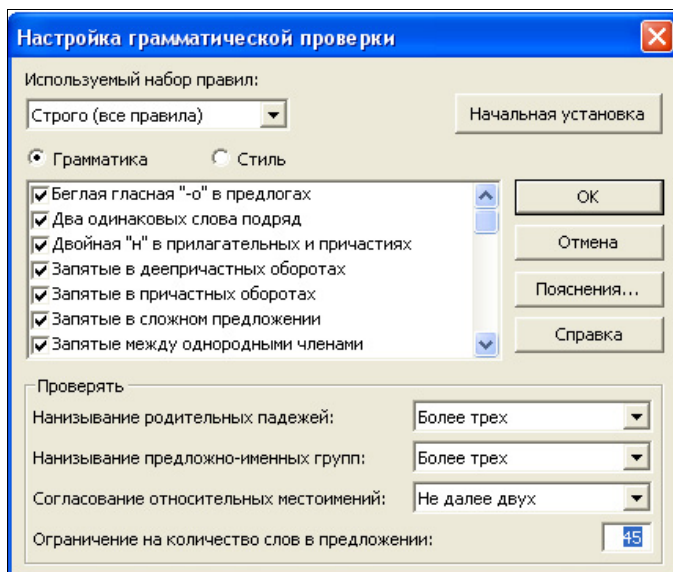 Настройка грамматической проверки
Используемый набор правил:
Строго (все правила)
Начальная установка
Грамматика
Стиль
Беглая гласная "-о" в предлогах
Два одинаковых слова подряд
Двойная "н" в прилагательных и причастиях
Запятые в деепричастных оборотах
Запятые в причастных оборотах
Запятые в сложном предложении
Запятые между однородными членами
ОК
Отмена
Пояснения...
Справка
Проверять
Нанизывание родительных падежей: Более трех
Нанизывание предложно-именных групп: Более трех
Согласование относительных местоимений: Не далее двух
Ограничение на количество слов в предложении: 45